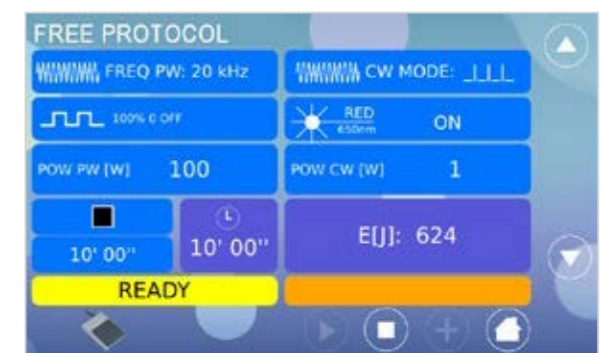 FREE PROTOCOL
FREQ PW: 20 kHz
CW MODE:
100% 0 OFF
RED
650nm
ON
POW PW [W] 100
POW CW [W] 1
10' 00"
10' 00"
E[J]: 624
READY